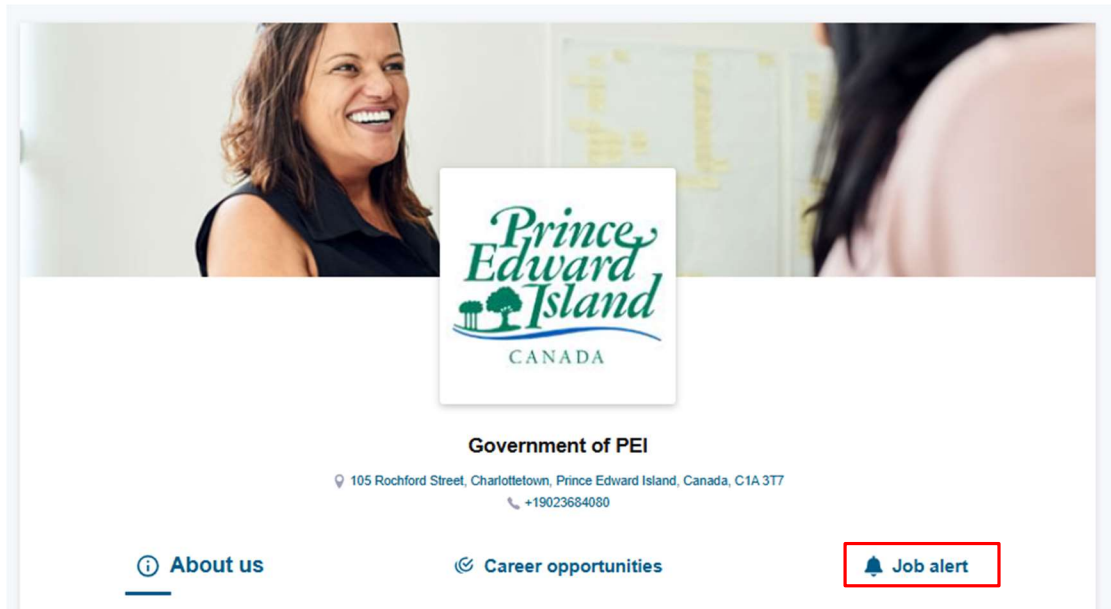 Prince
Edward
Island
CANADA
Government of PEI
105 Rochford Street, Charlottetown, Prince Edward Island, Canada, C1A 3T7
+19023684080
About us
Career opportunities
Job alert